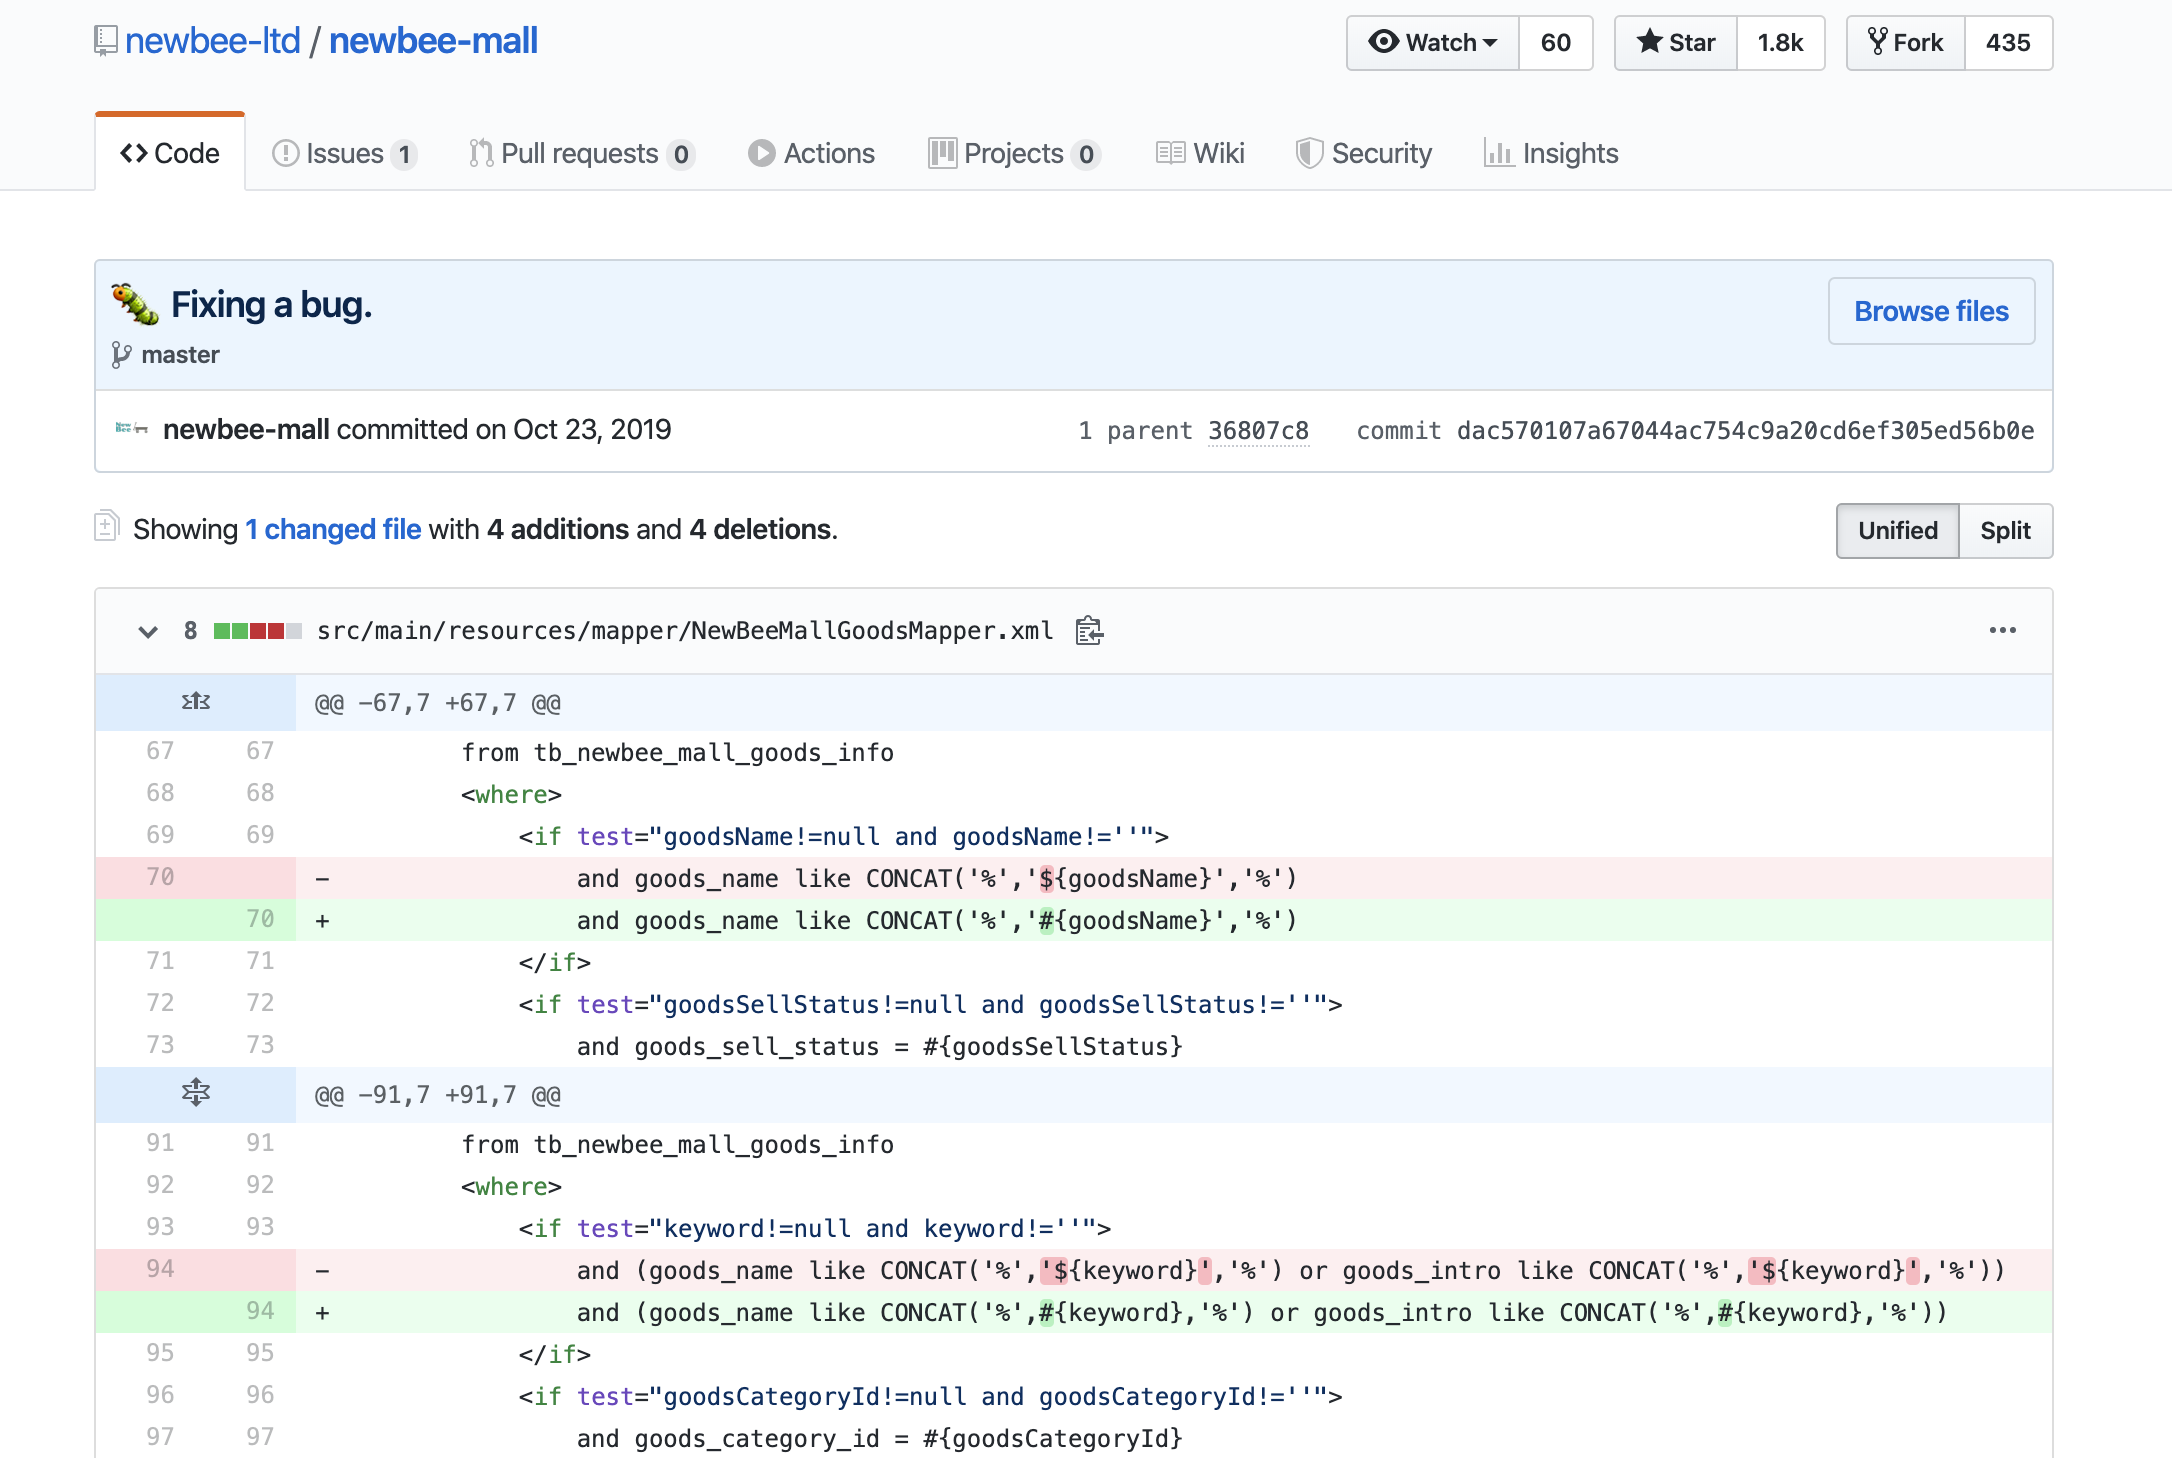 newbee-ltd / newbee-mall
Watch 60 Star 1.8k Fork 435
Code Issues 1 Pull requests 0 Actions Projects 0 Wiki Security Insights
Fixing a bug.
Browse files
master
newbee-mall committed on Oct 23, 2019 1 parent 36807c8 commit dac570107a67044ac754c9a20cd6ef305ed56b0e
Showing 1 changed file with 4 additions and 4 deletions.
Unified Split
8 src/main/resources/mapper/NewBeeMallGoodsMapper.xml
@@ -67,7 +67,7 @@
67 67 from tb_newbee_mall_goods_info
68 68 <where>
69 69 <if test="goodsName!=null and goodsName!=''">
70 - and goods_name like CONCAT('%','${goodsName}','%')
70 + and goods_name like CONCAT('%','#{goodsName}','%')
71 71 </if>
72 72 <if test="goodsSellStatus!=null and goodsSellStatus!=''">
73 73 and goods_sell_status = #{goodsSellStatus}
@@ -91,7 +91,7 @@
91 91 from tb_newbee_mall_goods_info
92 92 <where>
93 93 <if test="keyword!=null and keyword!=''">
94 - and (goods_name like CONCAT('%','${keyword}','%') or goods_intro like CONCAT('%','${keyword}','%'))
94 + and (goods_name like CONCAT('%',#{keyword},'%') or goods_intro like CONCAT('%',#{keyword},'%'))
95 95 </if>
96 96 <if test="goodsCategoryId!=null and goodsCategoryId!=''">
97 97 and goods_category_id = #{goodsCategoryId}